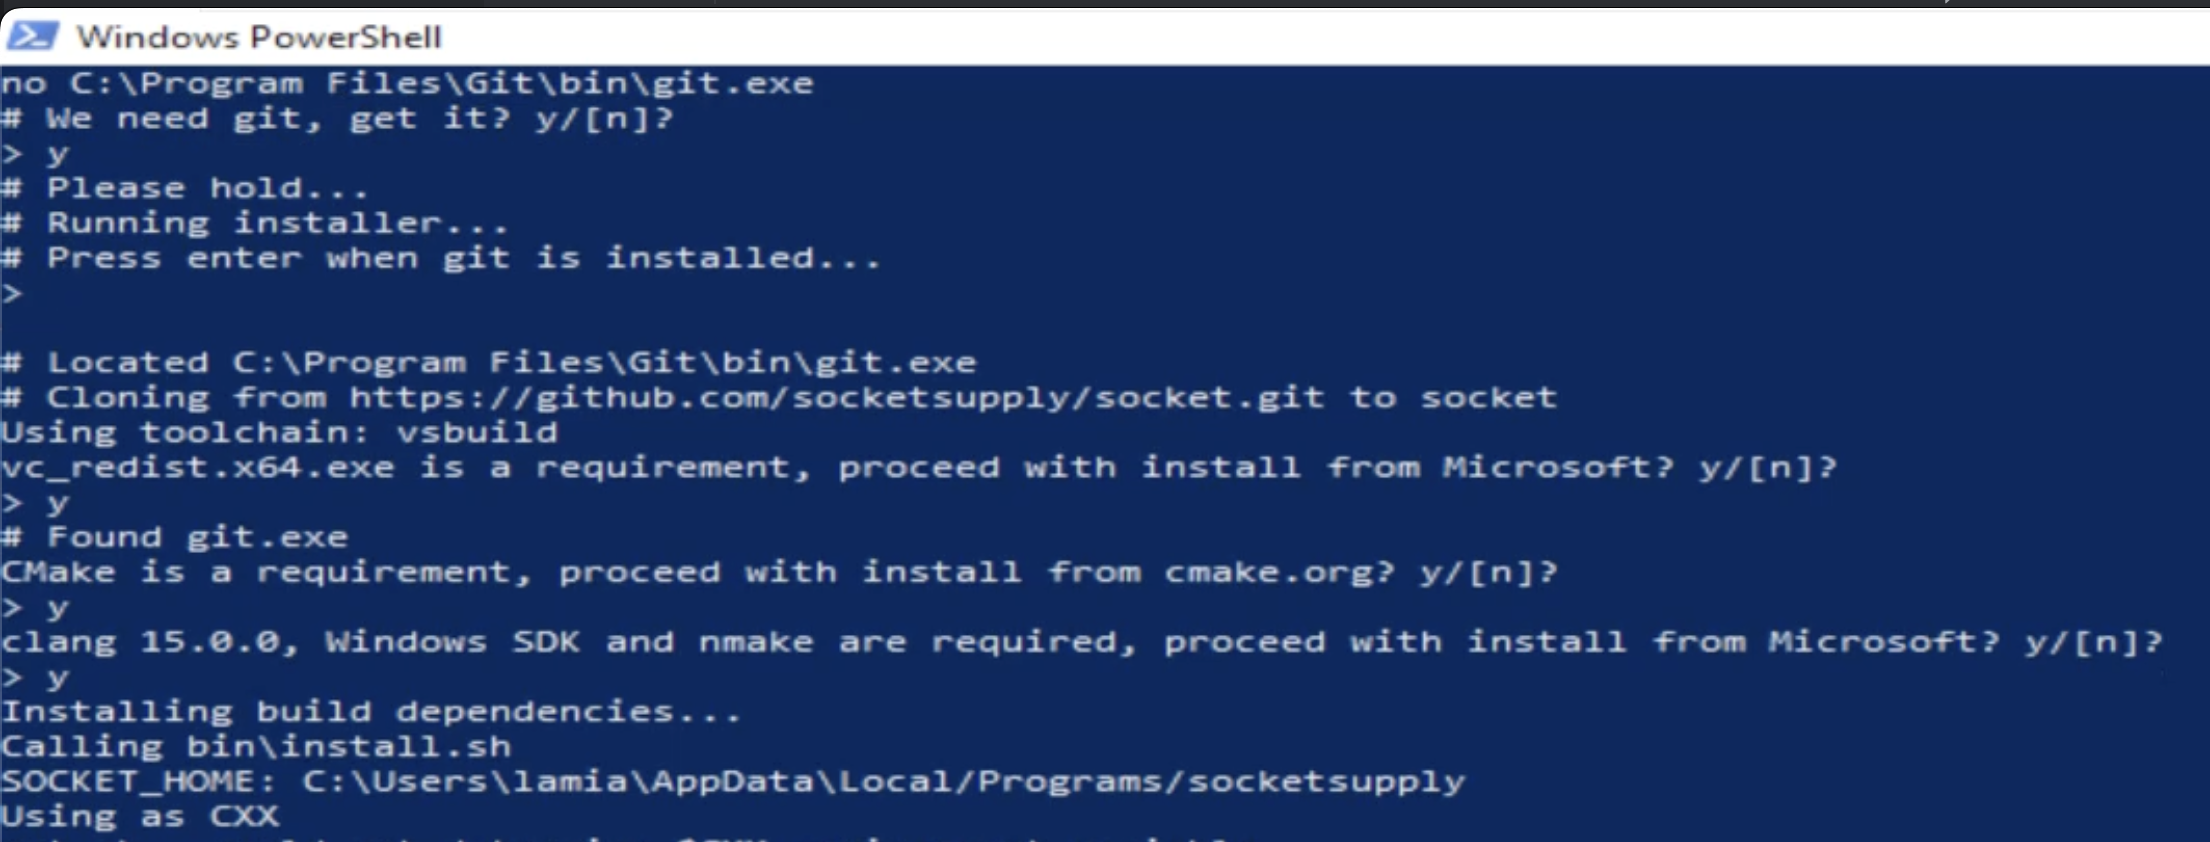 Windows PowerShell
no C:\Program Files\Git\bin\git.exe
# We need git, get it? y/[n]?
> y
# Please hold...
# Running installer...
# Press enter when git is installed...
>
# Located C:\Program Files\Git\bin\git.exe
# Cloning from https://github.com/socketsupply/socket.git to socket
Using toolchain: vsbuild
vc_redist.x64.exe is a requirement, proceed with install from Microsoft? y/[n]?
> y
# Found git.exe
CMake is a requirement, proceed with install from cmake.org? y/[n]?
> y
clang 15.0.0, Windows SDK and nmake are required, proceed with install from Microsoft? y/[n]?
> y
Installing build dependencies...
Calling bin\install.sh
SOCKET_HOME: C:\Users\lamia\AppData\Local/Programs/socketsupply
Using as CXX